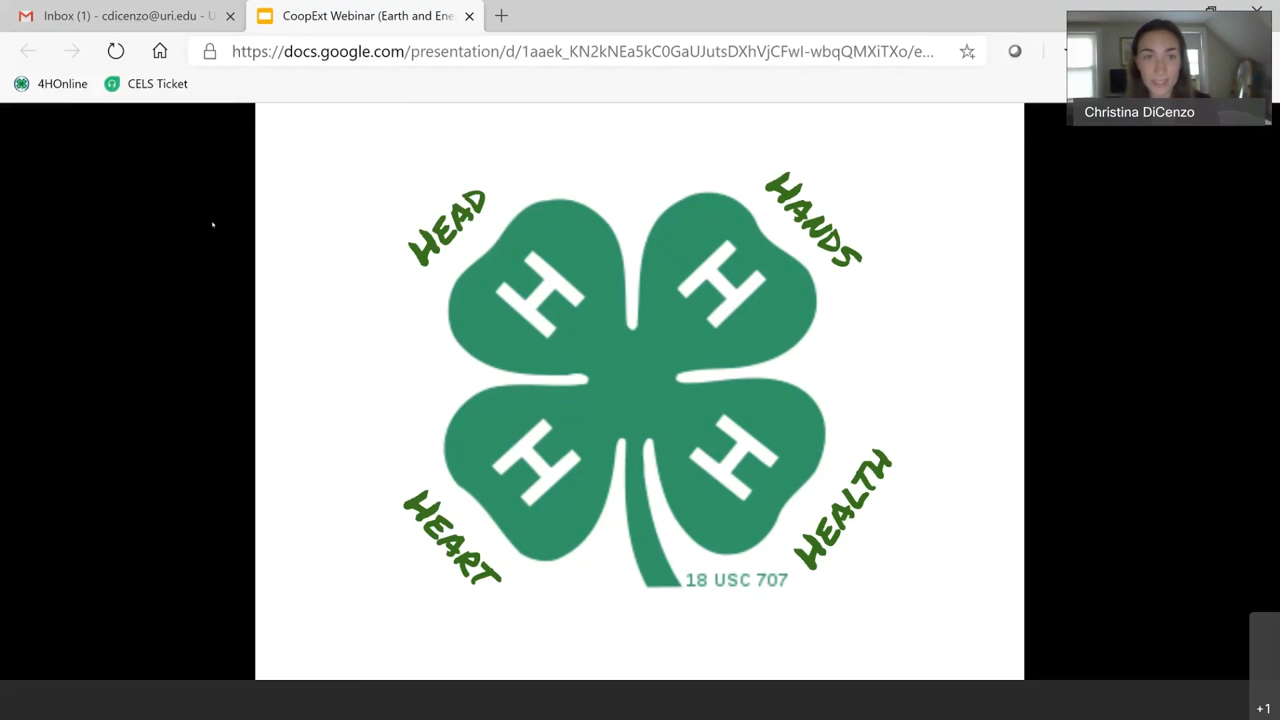 Inbox (1) - cdicenzo@uri.edu - U
CoopExt Webinar (Earth and Ene
https://docs.google.com/presentation/d/1aaek_KN2kNEa5kC0GaUJutsDXhVjCFwI-wbqQMXiTXo/e...
4HOnline
CELS Ticket
Christina DiCenzo
HEAD
HANDS
H
H
H
H
HEART
HEALTH
18 USC 707
+1